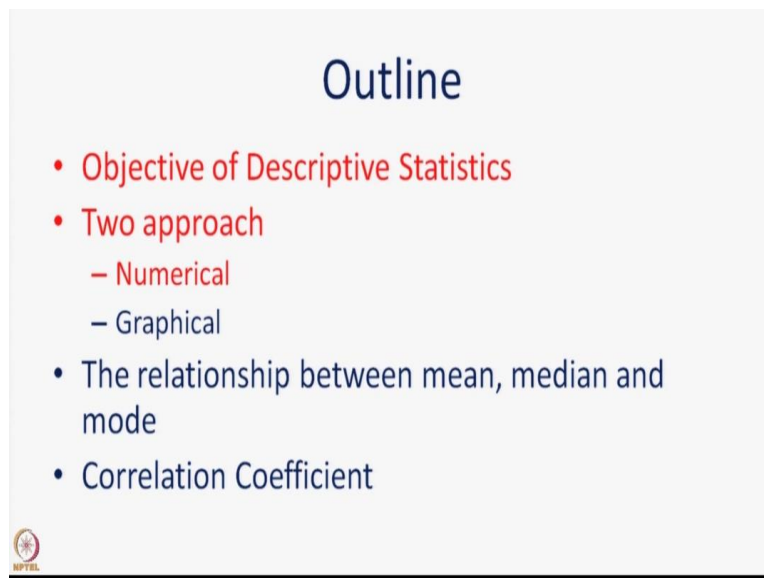 Outline
• Objective of Descriptive Statistics
• Two approach
– Numerical
– Graphical
• The relationship between mean, median and
mode
• Correlation Coefficient
NPTEL